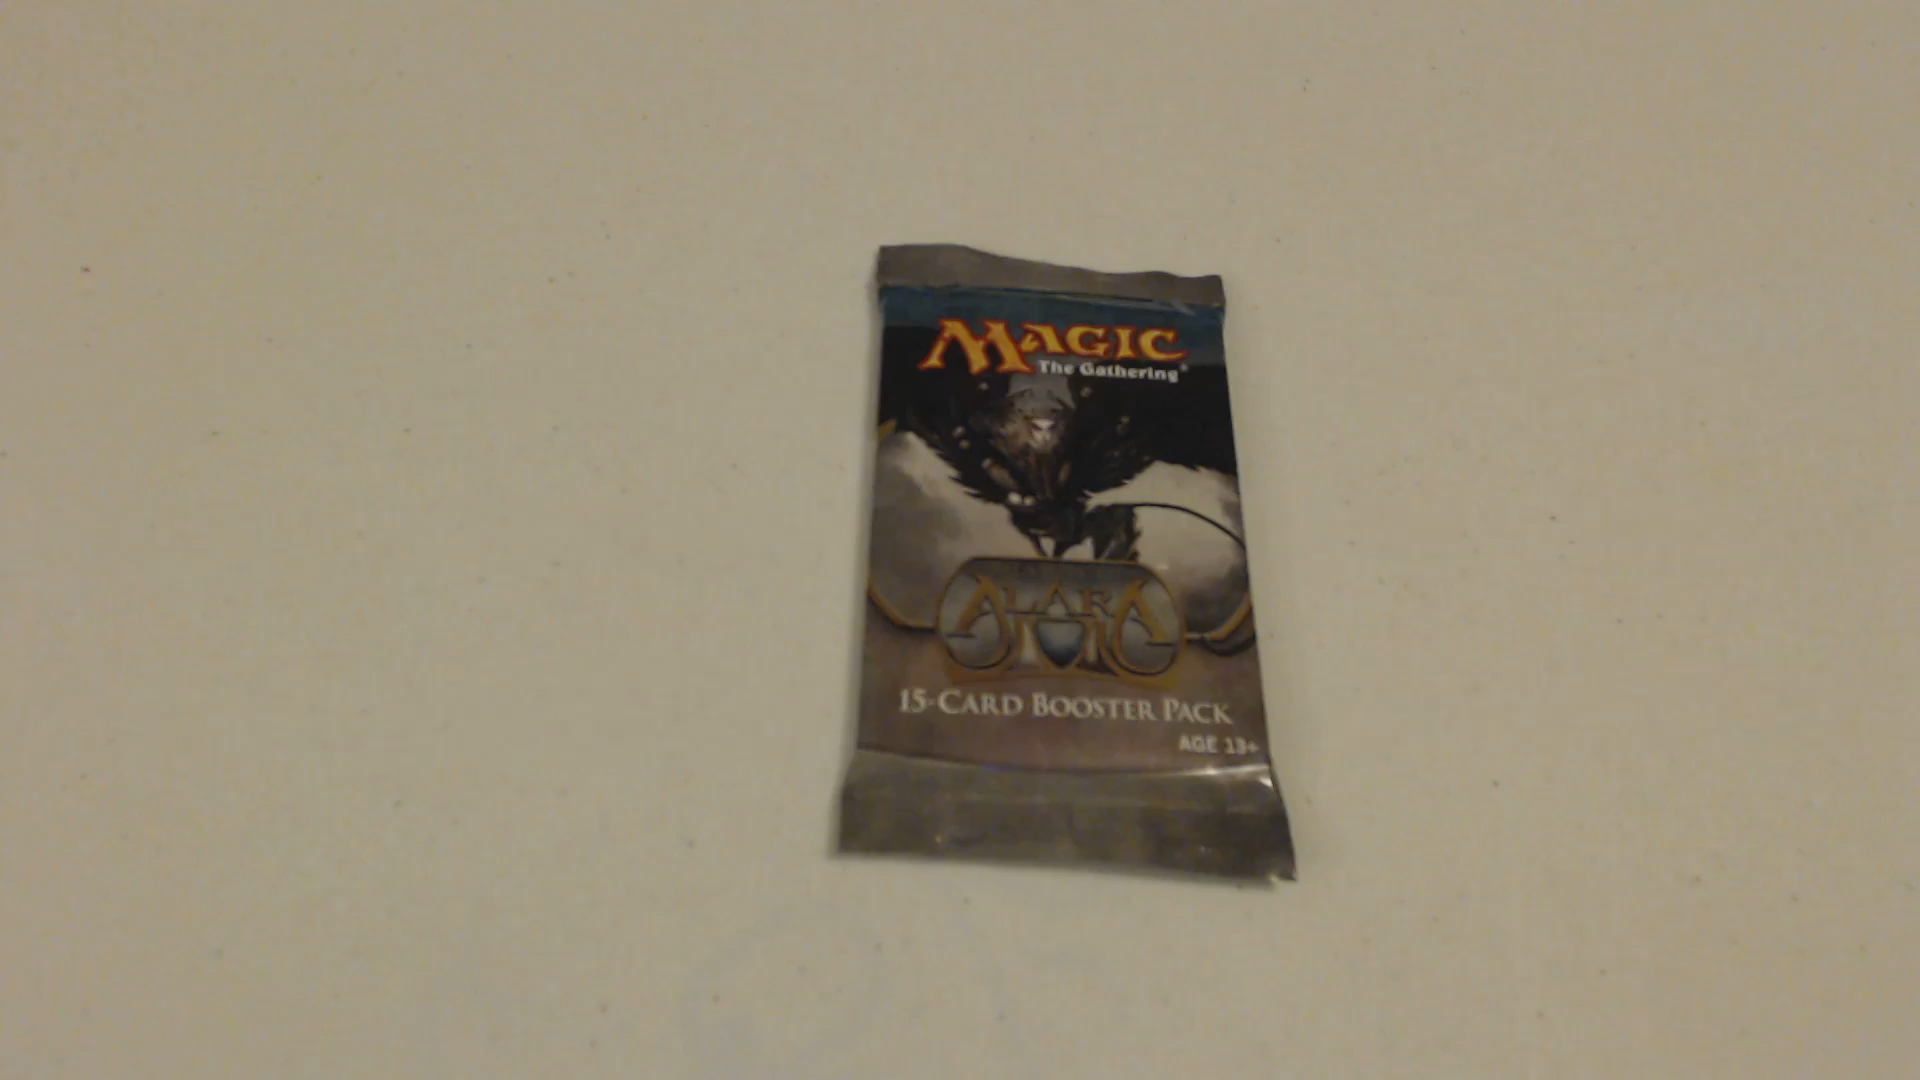 MAGIC
The Gathering®
ALARA
15-CARD BOOSTER PACK
AGE 13+